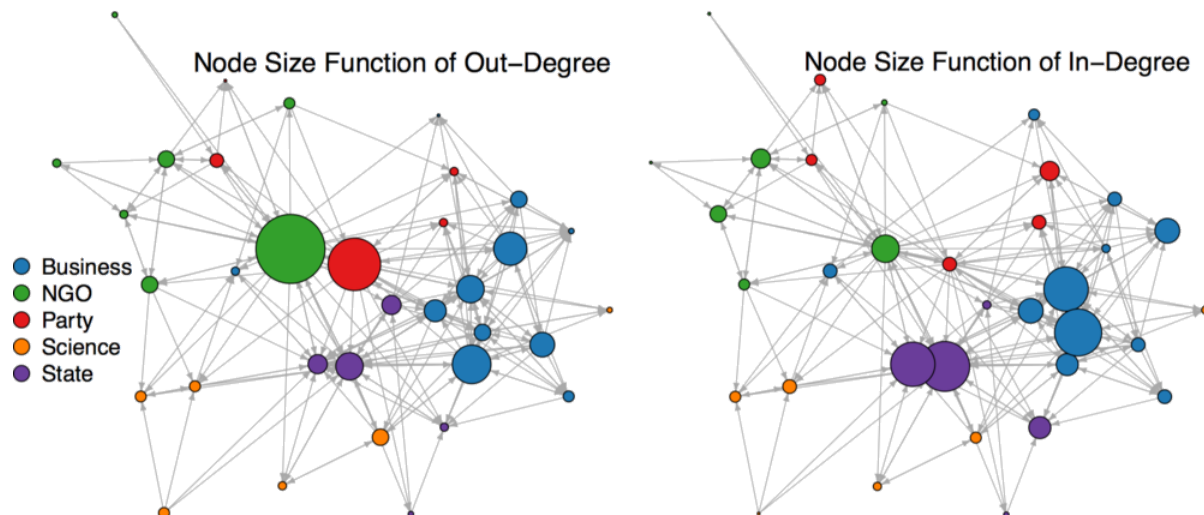 Node Size Function of Out−Degree
Node Size Function of In−Degree
Business
NGO
Party
Science
State